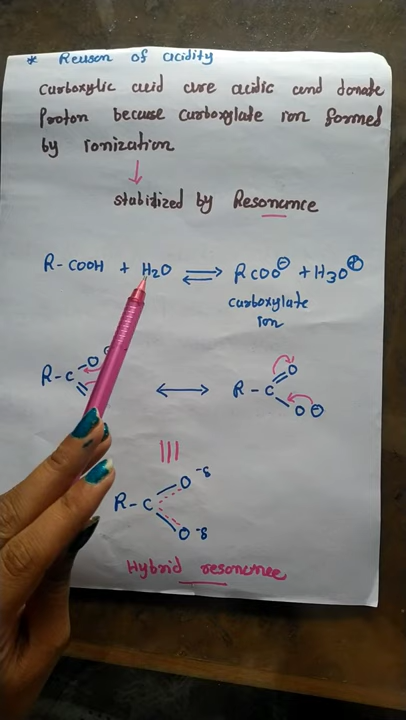 * Reason of acidity
Carboxylic acid are acidic and donate
Proton because carboxylate ion formed
by ionization
↓
stabilized by Resonance
R-COOH + H2O ⇌ RCOO⊖ + H3O⊕
carboxylate
ion
R-C O ↔ R-C O
O⊖
|||
R-C O -δ
O -δ
Hybrid resonance